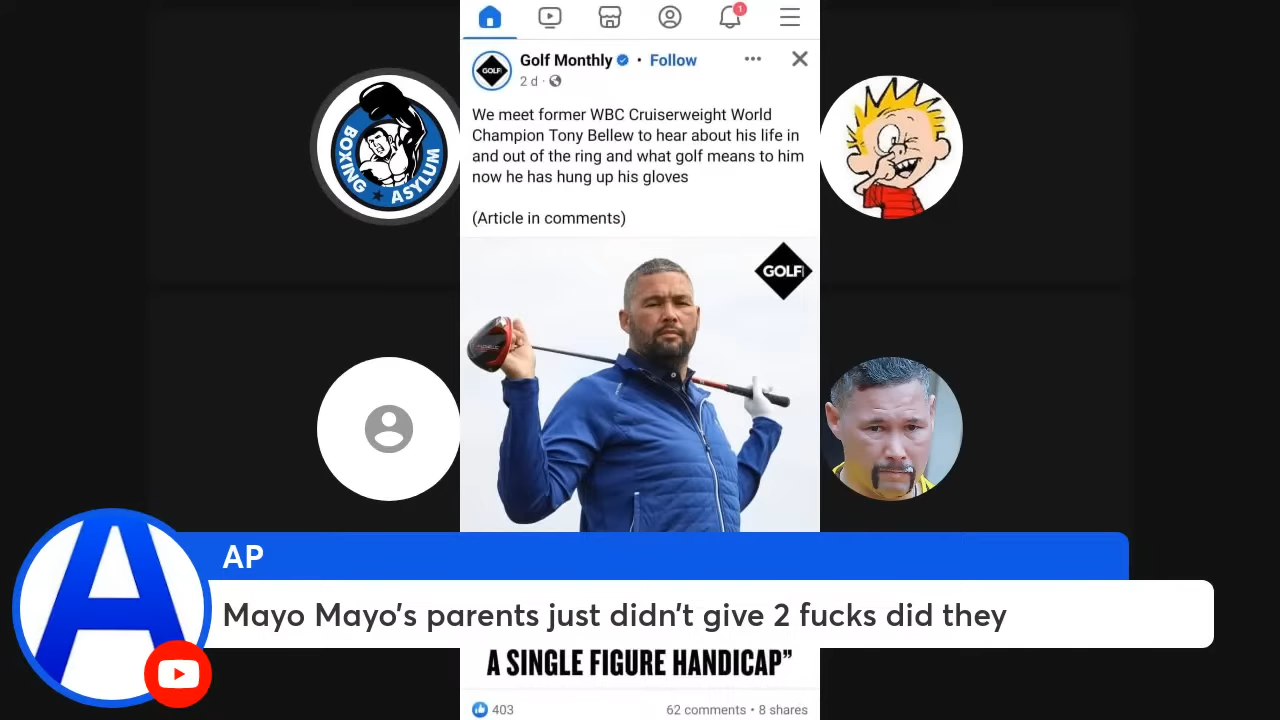 1
Golf Monthly • Follow
2 d ·
GOLF
We meet former WBC Cruiserweight World
Champion Tony Bellew to hear about his life in
and out of the ring and what golf means to him
now he has hung up his gloves
(Article in comments)
BOXING
ASYLUM
GOLF
A
AP
Mayo Mayo's parents just didn't give 2 fucks did they
A SINGLE FIGURE HANDICAP”
403
62 comments • 8 shares